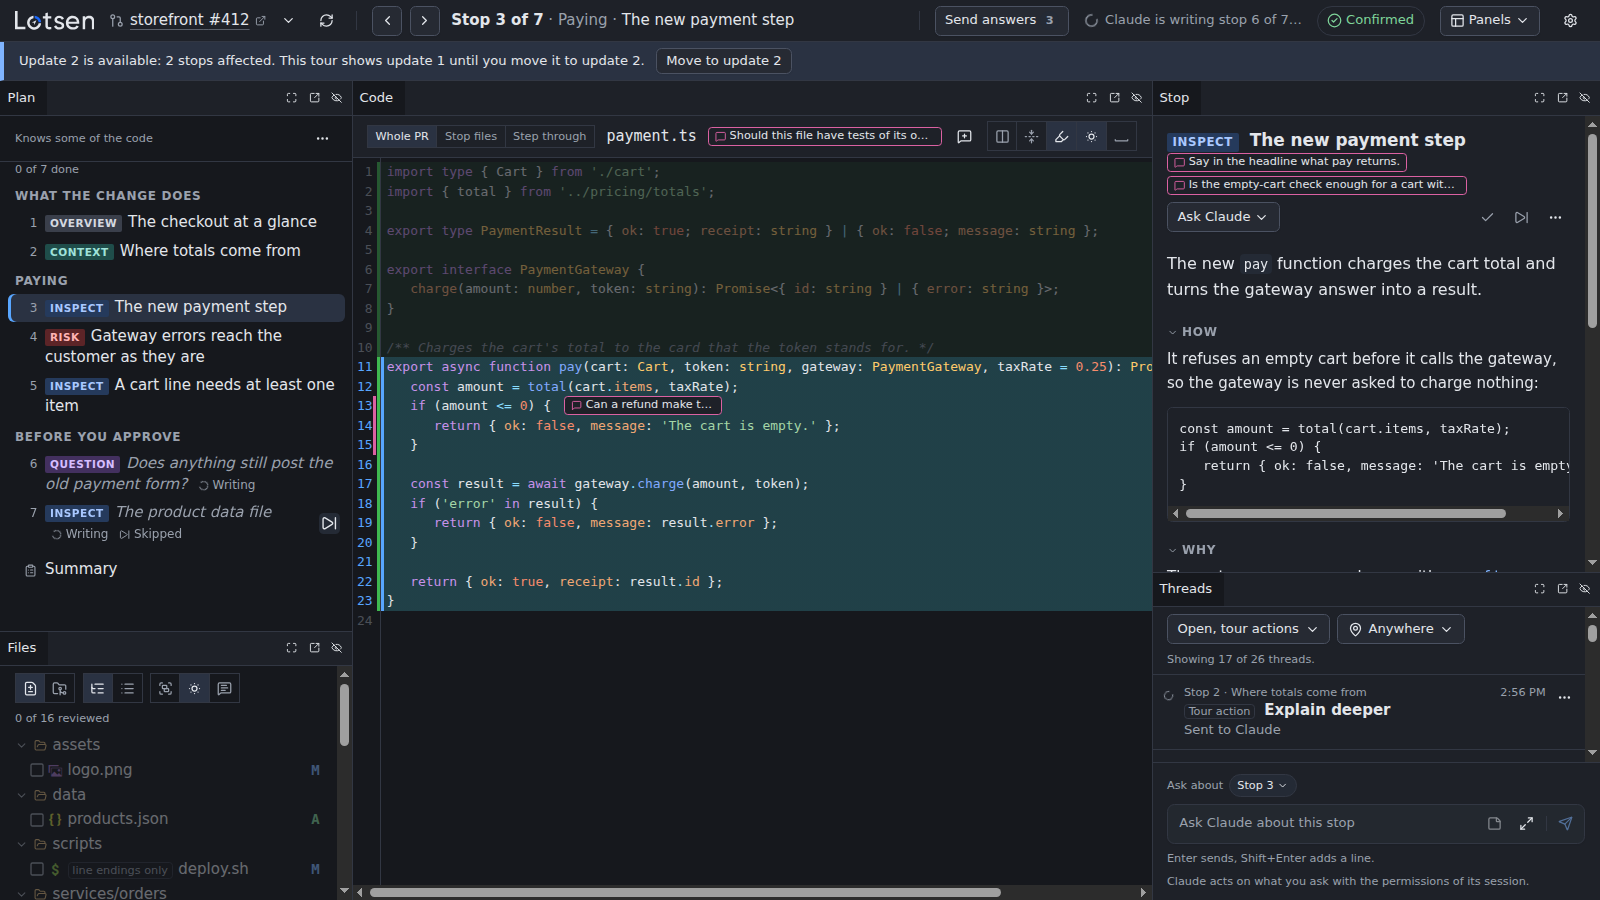 Lotsen
storefront #412
Stop 3 of 7 · Paying · The new payment step
Send answers 3
Claude is writing stop 6 of 7…
Confirmed
Panels
Update 2 is available: 2 stops affected. This tour shows update 1 until you move it to update 2.
Move to update 2
Plan
Knows some of the code
0 of 7 done
WHAT THE CHANGE DOES
1 OVERVIEW The checkout at a glance
2 CONTEXT Where totals come from
PAYING
3 INSPECT The new payment step
4 RISK Gateway errors reach the
customer as they are
5 INSPECT A cart line needs at least one
item
BEFORE YOU APPROVE
6 QUESTION Does anything still post the
old payment form? Writing
7 INSPECT The product data file
Writing Skipped
Summary
Files
0 of 16 reviewed
assets
logo.png M
data
products.json A
scripts
line endings only deploy.sh M
services/orders
Code
Whole PR Stop files Step through payment.ts Should this file have tests of its o…
1 import type { Cart } from './cart';
2 import { total } from '../pricing/totals';
3
4 export type PaymentResult = { ok: true; receipt: string } | { ok: false; message: string };
5
6 export interface PaymentGateway {
7 charge(amount: number, token: string): Promise<{ id: string } | { error: string }>;
8 }
9
10 /** Charges the cart's total to the card that the token stands for. */
11 export async function pay(cart: Cart, token: string, gateway: PaymentGateway, taxRate = 0.25): Pro
12 const amount = total(cart.items, taxRate);
13 if (amount <= 0) { Can a refund make t…
14 return { ok: false, message: 'The cart is empty.' };
15 }
16
17 const result = await gateway.charge(amount, token);
18 if ('error' in result) {
19 return { ok: false, message: result.error };
20 }
21
22 return { ok: true, receipt: result.id };
23 }
24
Stop
INSPECT The new payment step
Say in the headline what pay returns.
Is the empty-cart check enough for a cart wit…
Ask Claude
The new pay function charges the cart total and
turns the gateway answer into a result.
HOW
It refuses an empty cart before it calls the gateway,
so the gateway is never asked to charge nothing:
const amount = total(cart.items, taxRate);
if (amount <= 0) {
return { ok: false, message: 'The cart is empty
}
WHY
Threads
Open, tour actions
Anywhere
Showing 17 of 26 threads.
Stop 2 · Where totals come from 2:56 PM
Tour action Explain deeper
Sent to Claude
Ask about Stop 3
Ask Claude about this stop
Enter sends, Shift+Enter adds a line.
Claude acts on what you ask with the permissions of its session.